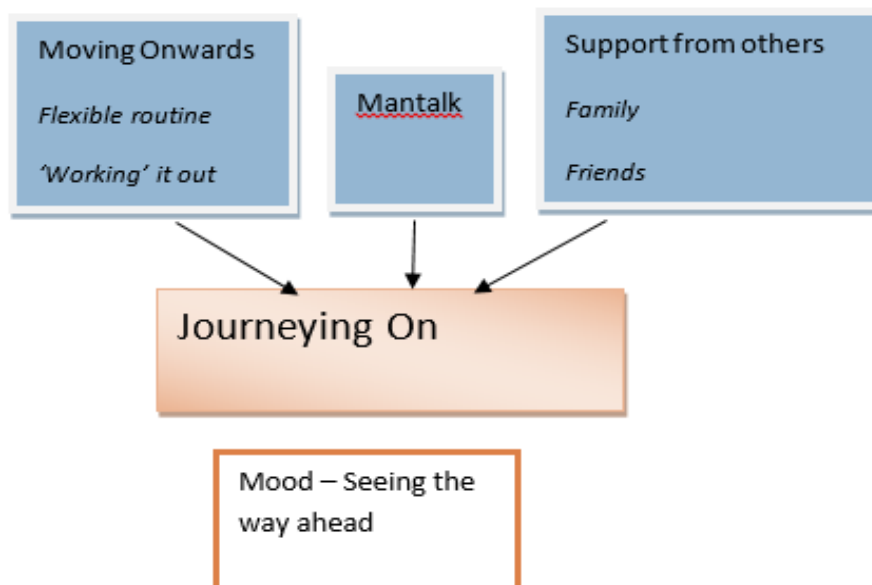 Moving Onwards
Flexible routine
‘Working’ it out
Mantalk
Support from others
Family
Friends
Journeying On
Mood – Seeing the
way ahead